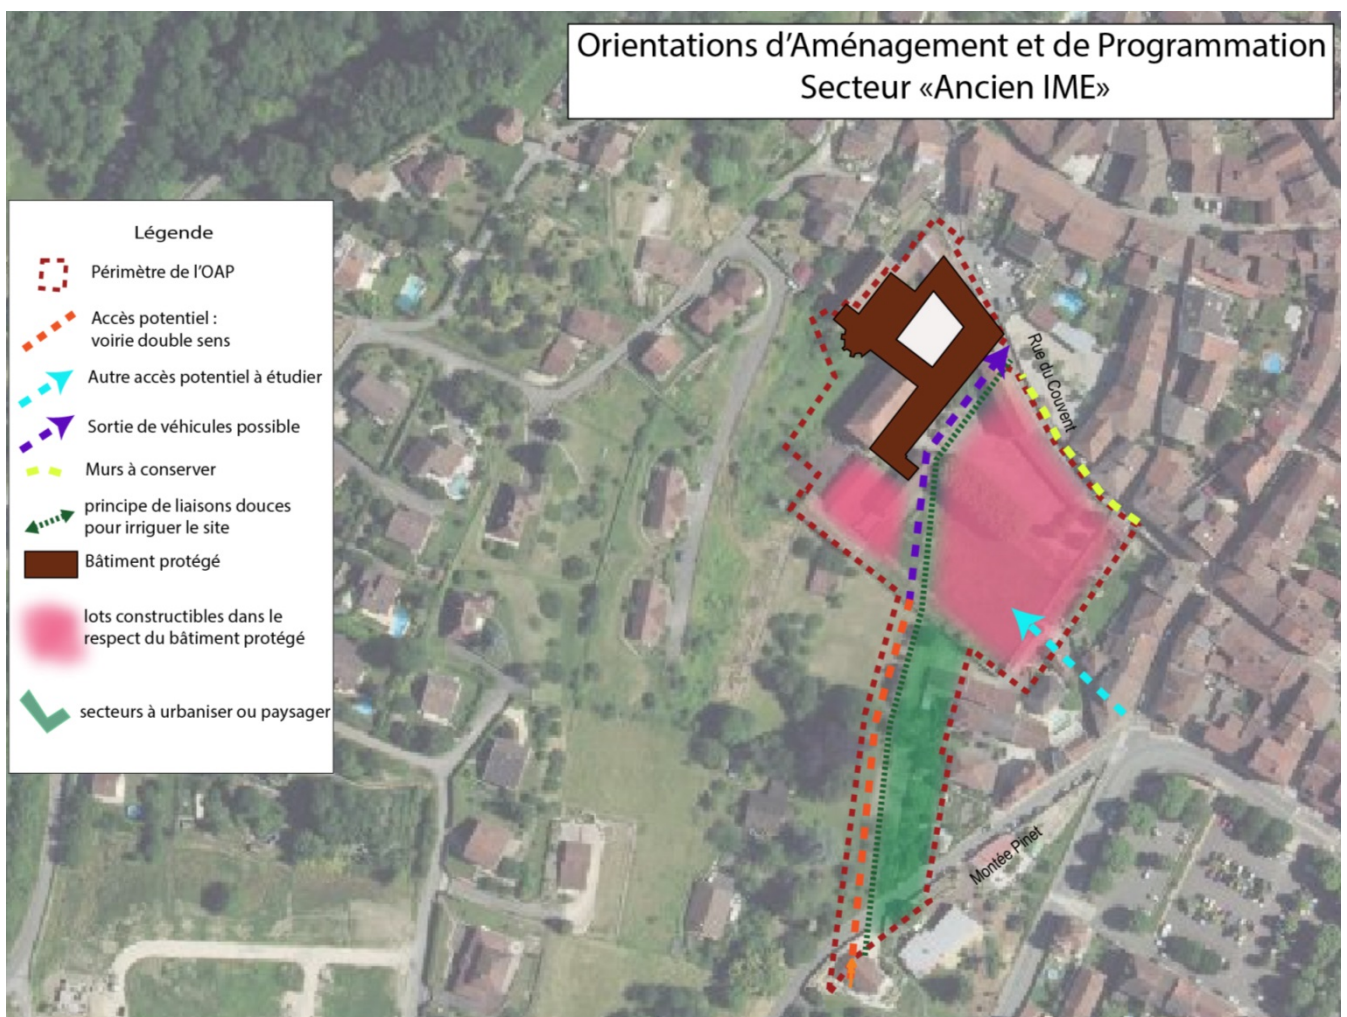 Orientations d’Aménagement et de Programmation
Secteur «Ancien IME»
Légende
Périmètre de l’OAP
Accès potentiel :
voirie double sens
Autre accès potentiel à étudier
Sortie de véhicules possible
Murs à conserver
principe de liaisons douces
pour irriguer le site
Bâtiment protégé
lots constructibles dans le
respect du bâtiment protégé
secteurs à urbaniser ou paysager
Rue du Couvent
Montée Pinet